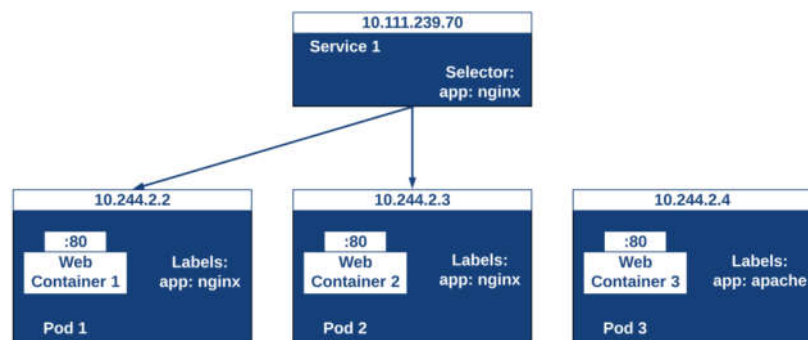 10.111.239.70
Service 1
Selector:
app: nginx
10.244.2.2
:80
Web
Container 1
Labels:
app: nginx
Pod 1
10.244.2.3
:80
Web
Container 2
Labels:
app: nginx
Pod 2
10.244.2.4
:80
Web
Container 3
Labels:
app: apache
Pod 3